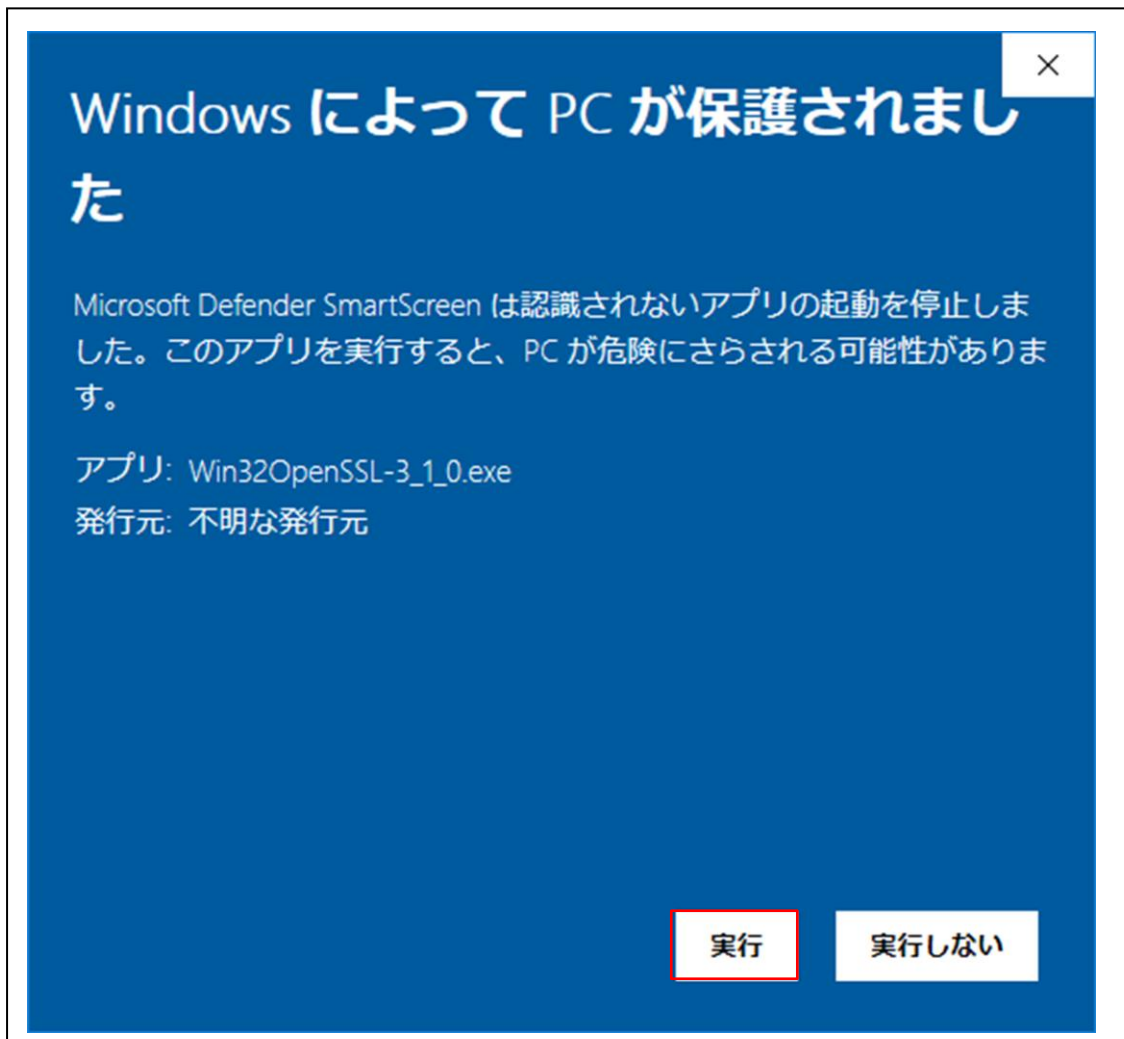 Windows によって PC が保護されまし
た
Microsoft Defender SmartScreen は認識されないアプリの起動を停止しま
した。このアプリを実行すると、PC が危険にさらされる可能性がありま
す。
アプリ: Win32OpenSSL-3_1_0.exe
発行元: 不明な発行元
実行 実行しない